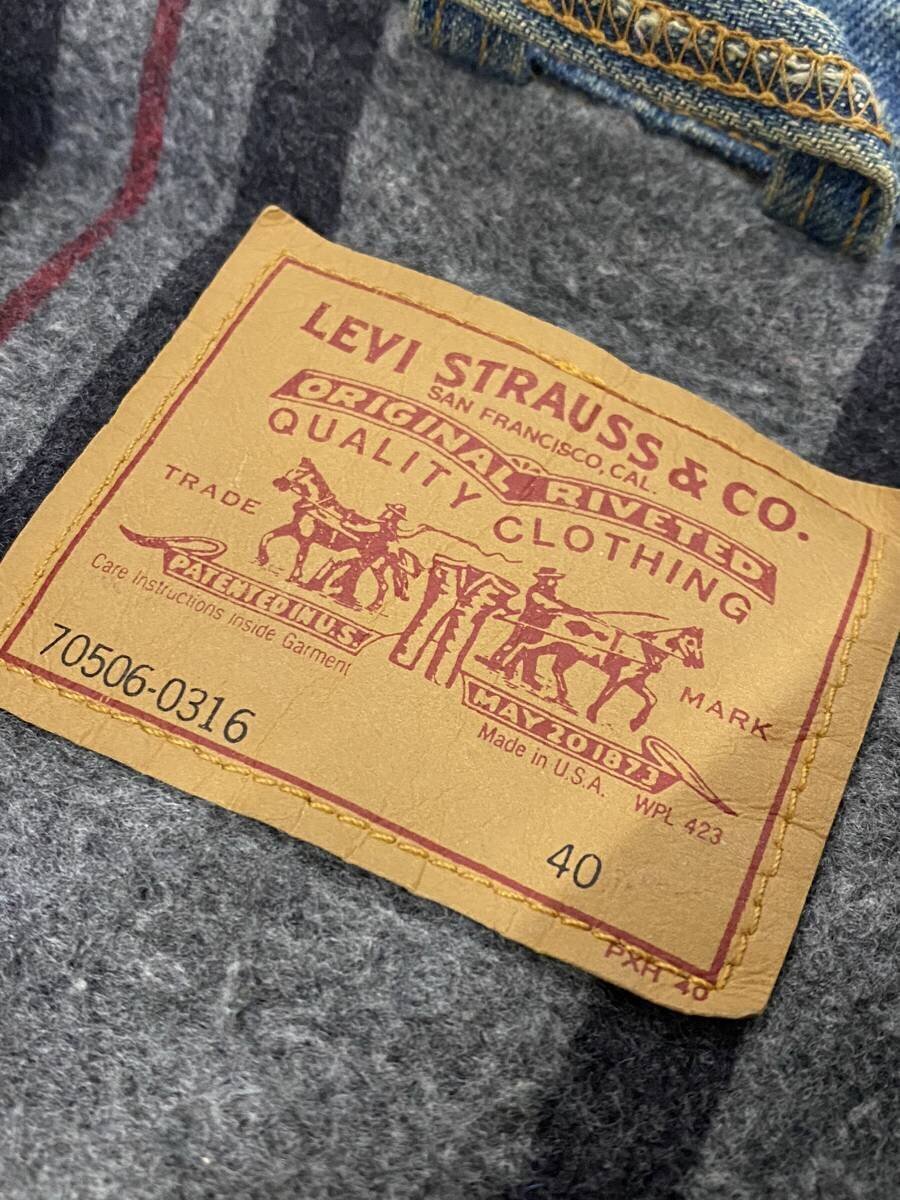 LEVI STRAUSS & CO.
SAN FRANCISCO, CAL.
ORIGINAL RIVETED
QUALITY CLOTHING
TRADE MARK
PATENTED IN U.S.
MAY 20 1873
Care Instructions Inside Garment
Made in U.S.A.
WPL 423
70506-0316
40
PXH 40